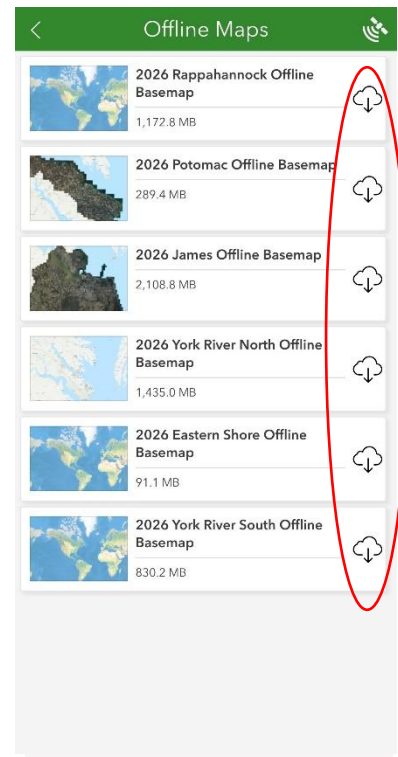 Offline Maps
2026 Rappahannock Offline
Basemap
1,172.8 MB
2026 Potomac Offline Basemap
289.4 MB
2026 James Offline Basemap
2,108.8 MB
2026 York River North Offline
Basemap
1,435.0 MB
2026 Eastern Shore Offline
Basemap
91.1 MB
2026 York River South Offline
Basemap
830.2 MB